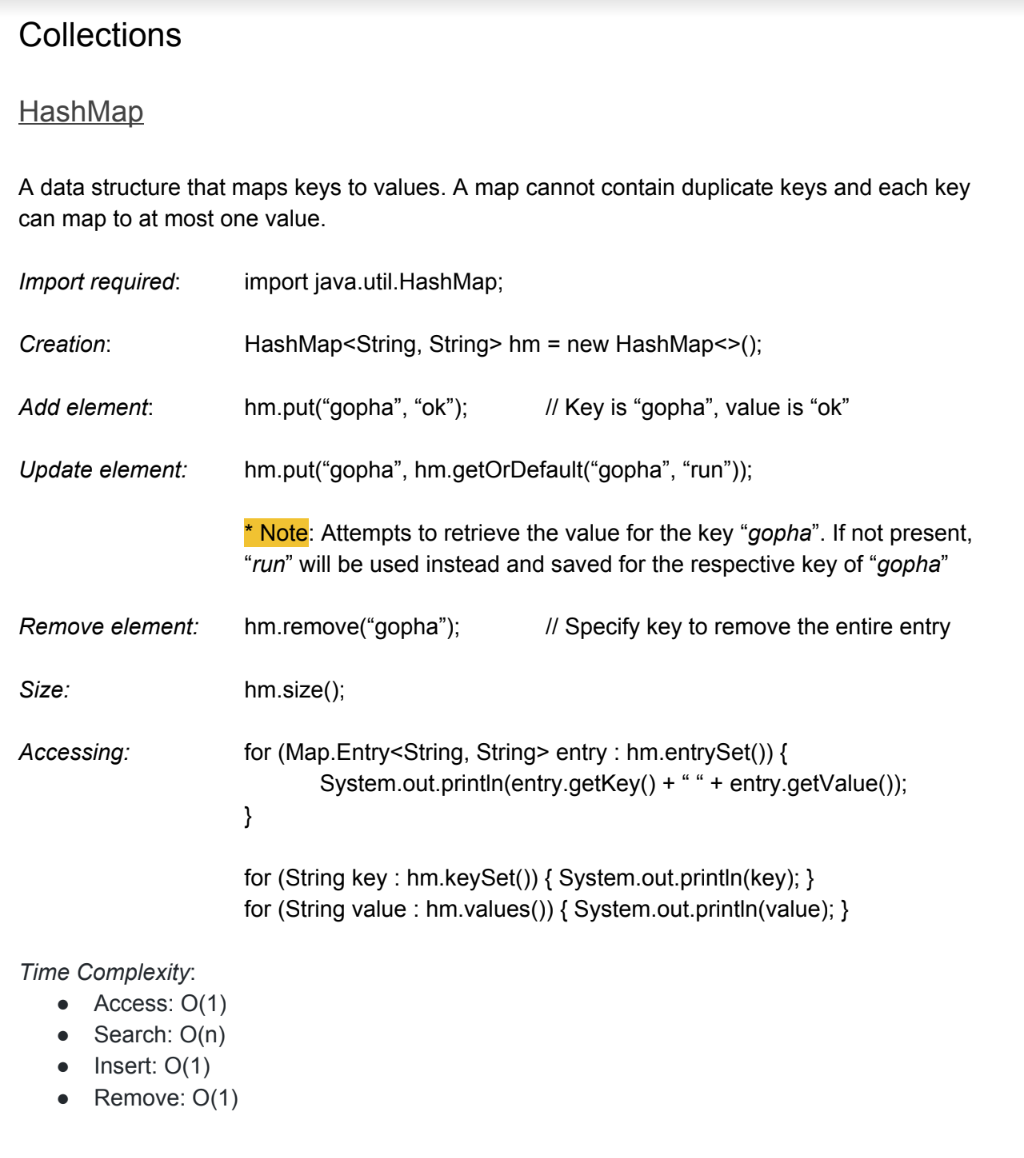 Collections
HashMap
A data structure that maps keys to values. A map cannot contain duplicate keys and each key
can map to at most one value.
Import required: import java.util.HashMap;
Creation: HashMap<String, String> hm = new HashMap<>();
Add element: hm.put(“gopha”, “ok”); // Key is “gopha”, value is “ok”
Update element: hm.put(“gopha”, hm.getOrDefault(“gopha”, “run”));
* Note: Attempts to retrieve the value for the key “gopha”. If not present,
“run” will be used instead and saved for the respective key of “gopha”
Remove element: hm.remove(“gopha”); // Specify key to remove the entire entry
Size: hm.size();
Accessing: for (Map.Entry<String, String> entry : hm.entrySet()) {
System.out.println(entry.getKey() + “ “ + entry.getValue());
}
for (String key : hm.keySet()) { System.out.println(key); }
for (String value : hm.values()) { System.out.println(value); }
Time Complexity:
● Access: O(1)
● Search: O(n)
● Insert: O(1)
● Remove: O(1)